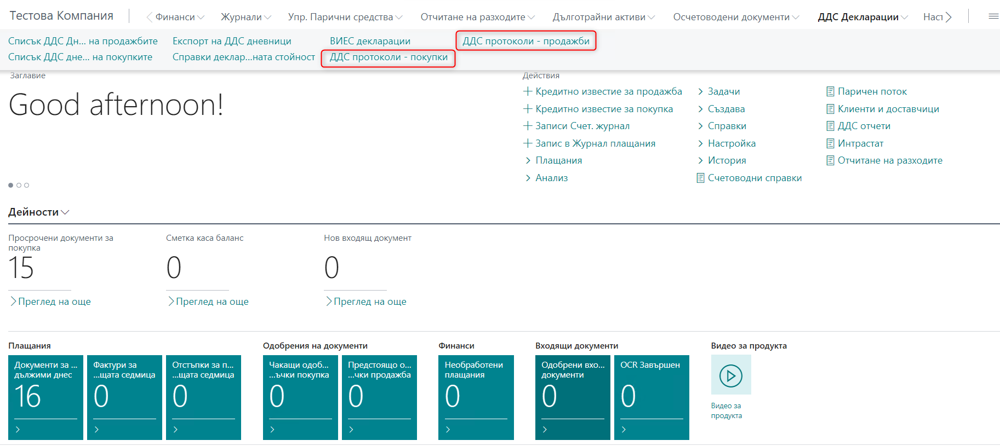 Тестова Компания
Финанси
Журнали
Упр. Парични средства
Отчитане на разходите
Дълготрайни активи
Осчетоводени документи
ДДС Декларации
Наст
Списък ДДС Дн... на продажбите
Експорт на ДДС дневници
ВИЕС декларации
ДДС протоколи - продажби
Списък ДДС дне... на покупките
Справки деклар...ната стойност
ДДС протоколи - покупки
Заглавие
Good afternoon!
Действия
Кредитно известие за продажба
Кредитно известие за покупка
Записи Счет. журнал
Запис в Журнал плащания
Плащания
Анализ
Задачи
Създава
Справки
Настройка
История
Счетоводни справки
Паричен поток
Клиенти и доставчици
ДДС отчети
Интрастат
Отчитане на разходите
Дейности
Просрочени документи за
покупка
15
Преглед на още
Сметка каса баланс
0
Преглед на още
Нов входящ документ
0
Преглед на още
Плащания
Документи за ...
дължими днес
16
Фактури за
...щата седмица
0
Отстъпки за п...
...щата седмица
0
Одобрения на документи
Чакащи одоб...
...ъчки покупка
0
Предстоящо о...
...чки продажба
0
Финанси
Необработени
плащания
0
Входящи документи
Одобрени вхо...
документи
0
OCR Завършен
0
Видео за продукта
Видео за
продукта